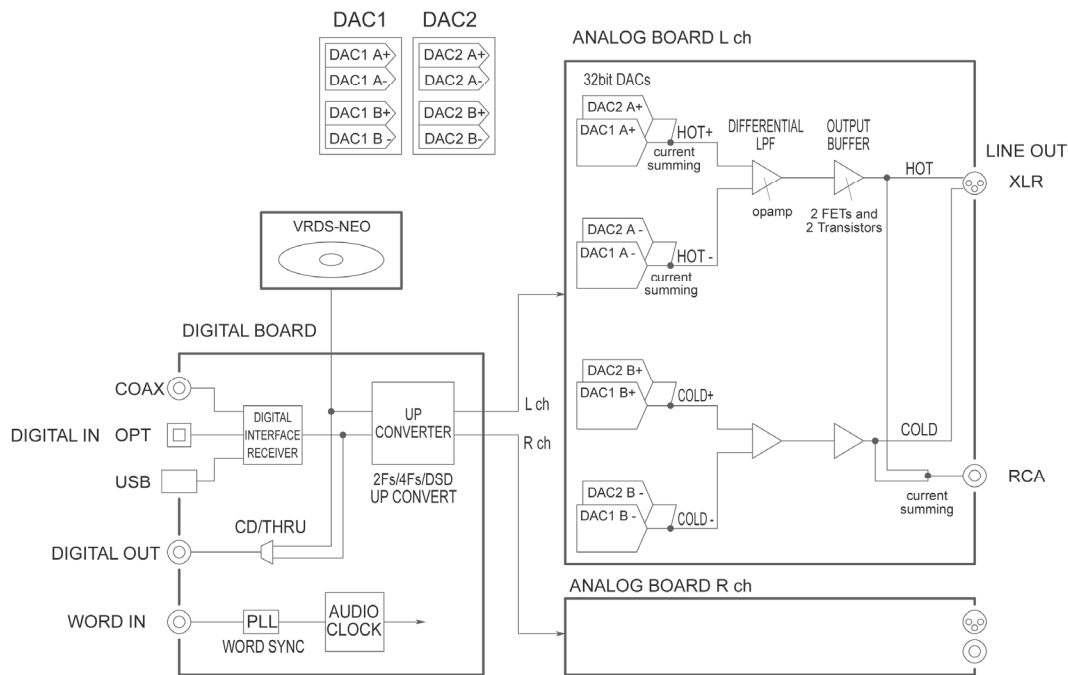 DAC1
DAC2
DAC1 A+
DAC1 A-
DAC1 B+
DAC1 B -
DAC2 A+
DAC2 A-
DAC2 B+
DAC2 B-
VRDS-NEO
DIGITAL BOARD
COAX
DIGITAL IN
OPT
USB
DIGITAL
INTERFACE
RECEIVER
UP
CONVERTER
2Fs/4Fs/DSD
UP CONVERT
L ch
R ch
CD/THRU
DIGITAL OUT
WORD IN
PLL
WORD SYNC
AUDIO
CLOCK
ANALOG BOARD L ch
32bit DACs
DAC2 A+
DAC1 A+
HOT+
current
summing
DIFFERENTIAL
LPF
opamp
OUTPUT
BUFFER
2 FETs and
2 Transistors
HOT
LINE OUT
XLR
DAC2 A -
DAC1 A -
HOT -
current
summing
DAC2 B+
DAC1 B+
COLD+
COLD
DAC2 B -
DAC1 B -
COLD -
current
summing
RCA
ANALOG BOARD R ch